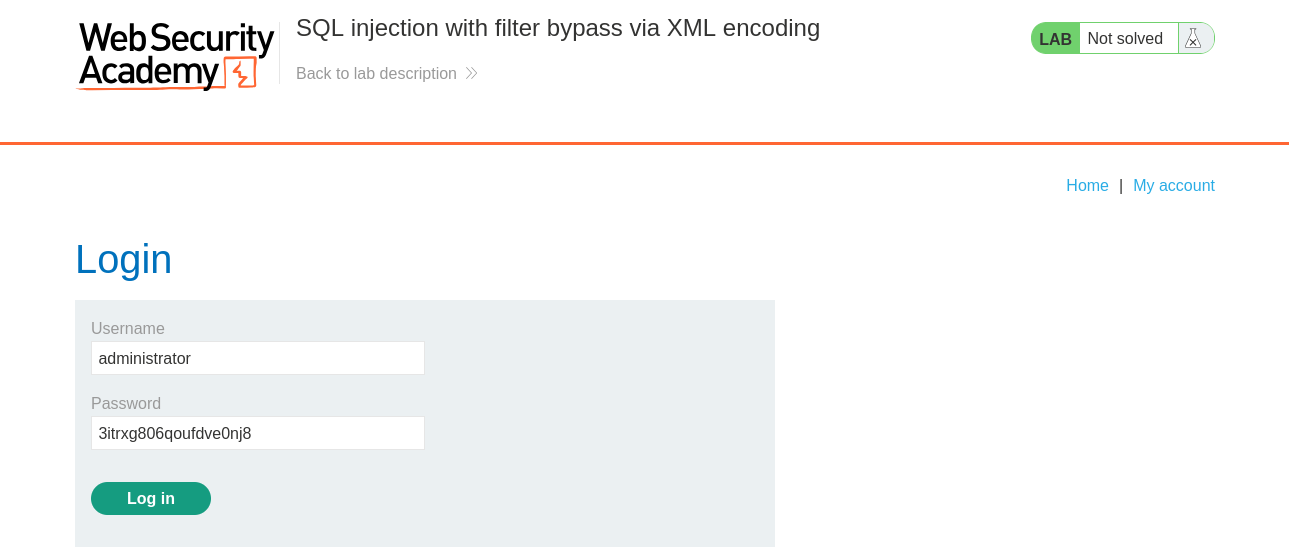 Web Security
Academy
SQL injection with filter bypass via XML encoding
Back to lab description
LAB Not solved
Home | My account
Login
Username
administrator
Password
3itrxg806qoufdve0nj8
Log in